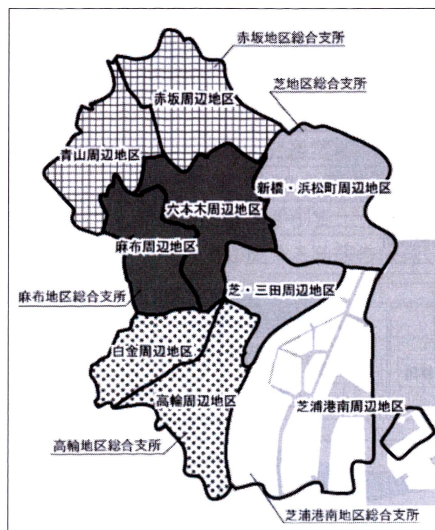 赤坂地区総合支所
芝地区総合支所
赤坂周辺地区
青山周辺地区
新橋・浜松町周辺地区
六本木周辺地区
麻布周辺地区
芝・三田周辺地区
麻布地区総合支所
白金周辺地区
高輪周辺地区
芝浦港南周辺地区
高輪地区総合支所
芝浦港南地区総合支所